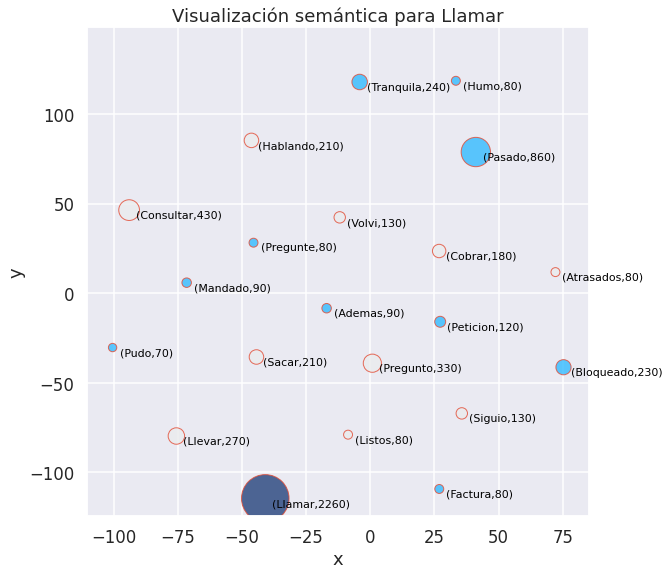 Visualización semántica para Llamar
(Tranquila,240)
(Humo,80)
100
(Hablando,210)
(Pasado,860)
50
(Consultar,430)
(Volvi,130)
(Pregunte,80)
(Cobrar,180)
(Atrasados,80)
y
0
(Mandado,90)
(Ademas,90)
(Peticion,120)
(Pudo,70)
(Sacar,210)
(Pregunto,330)
(Bloqueado,230)
−50
(Siguio,130)
(Llevar,270)
(Listos,80)
−100
(Llamar,2260)
(Factura,80)
−100 −75 −50 −25 0 25 50 75
x